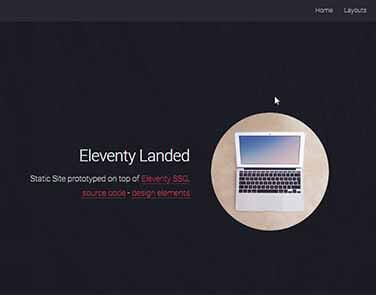 Home Layouts
Eleventy Landed
Static Site prototyped on top of Eleventy SSG,
source code - design elements